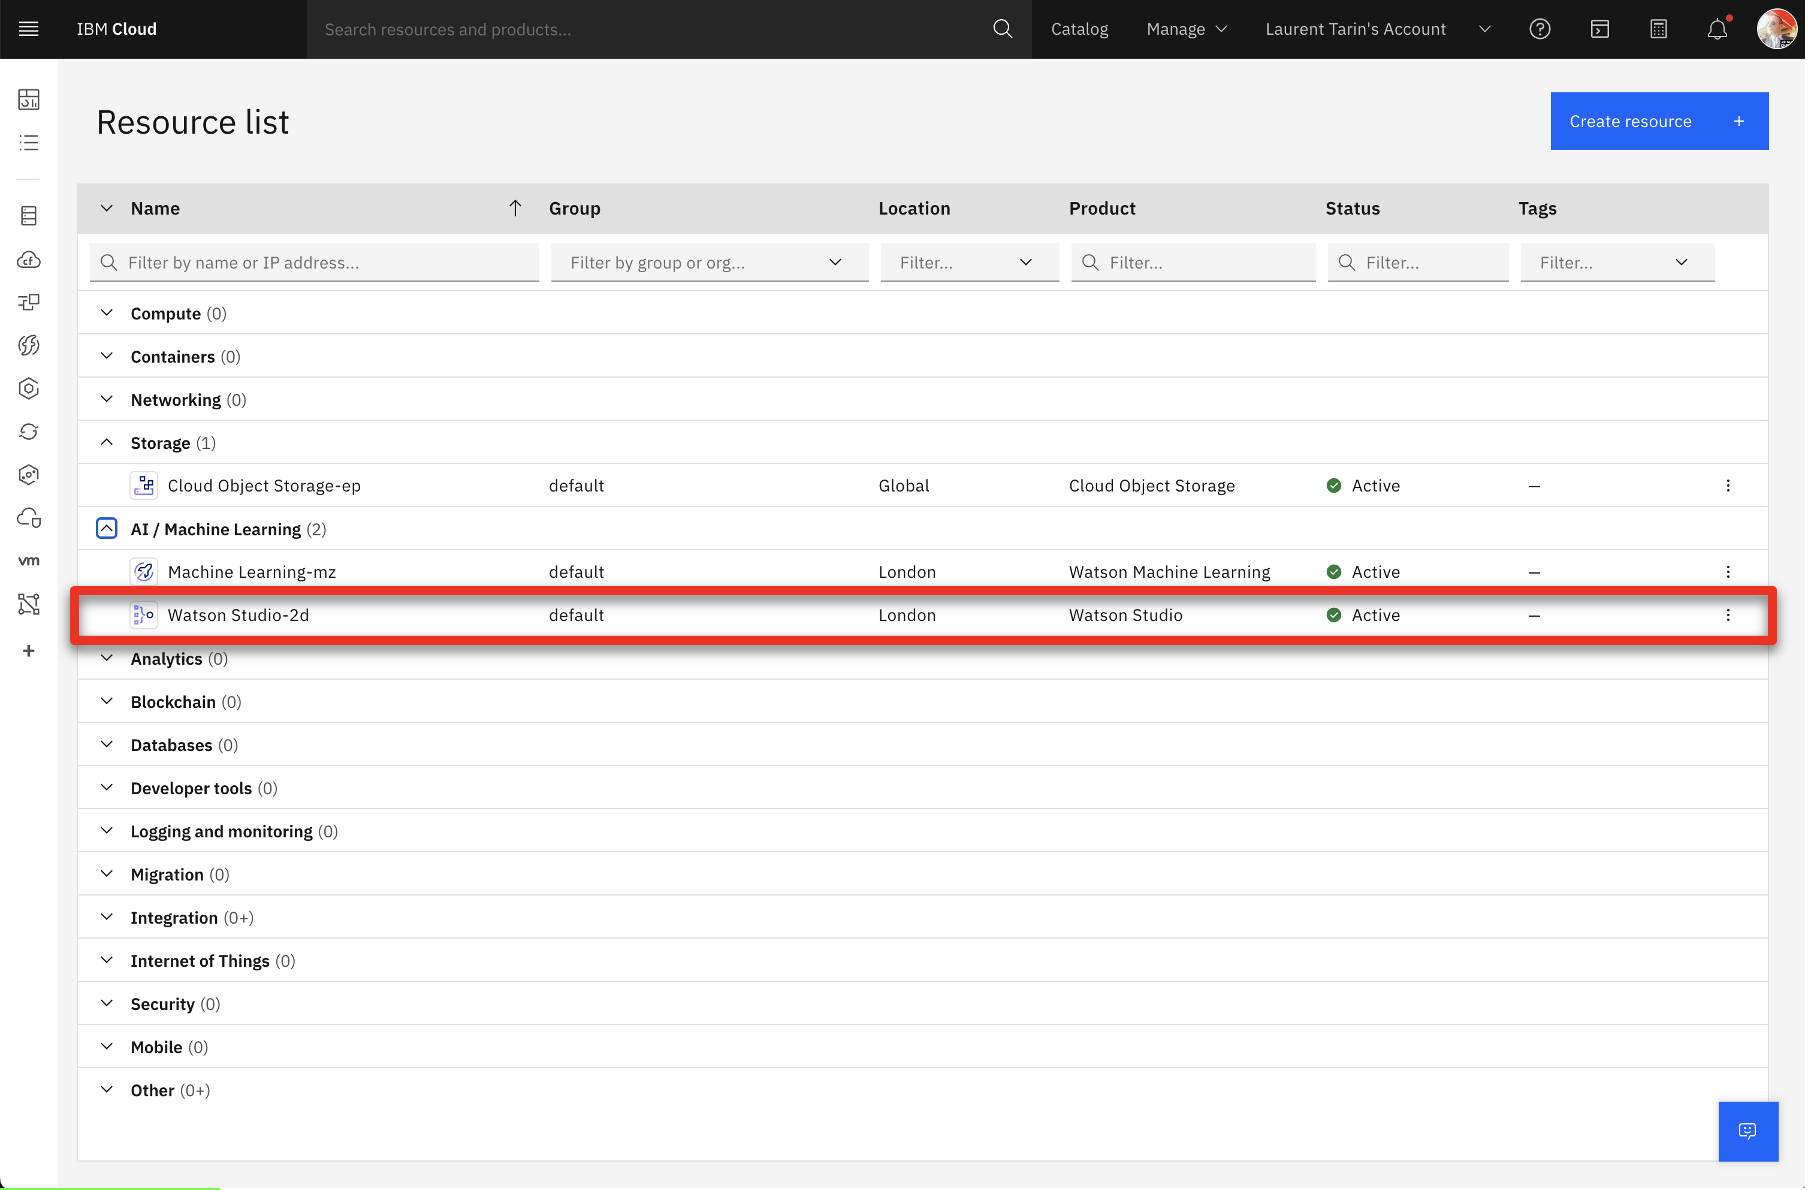 IBM Cloud Search resources and products... Catalog Manage Laurent Tarin's Account
Resource list
Create resource +
Name Group Location Product Status Tags
Filter by name or IP address... Filter by group or org... Filter... Filter... Filter... Filter...
Compute (0)
Containers (0)
Networking (0)
Storage (1)
Cloud Object Storage-ep default Global Cloud Object Storage Active —
AI / Machine Learning (2)
Machine Learning-mz default London Watson Machine Learning Active —
Watson Studio-2d default London Watson Studio Active —
Analytics (0)
Blockchain (0)
Databases (0)
Developer tools (0)
Logging and monitoring (0)
Migration (0)
Integration (0+)
Internet of Things (0)
Security (0)
Mobile (0)
Other (0+)
cf
vm
+